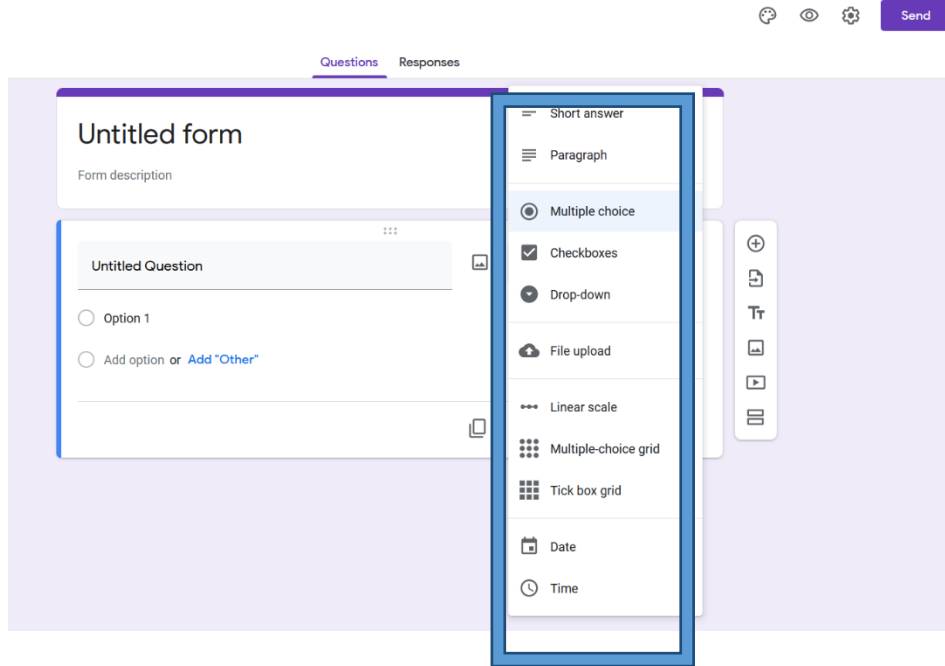 Send
Questions Responses
Untitled form
Form description
Untitled Question
Option 1
Add option or Add "Other"
Short answer
Paragraph
Multiple choice
Checkboxes
Drop-down
File upload
Linear scale
Multiple-choice grid
Tick box grid
Date
Time
Tт